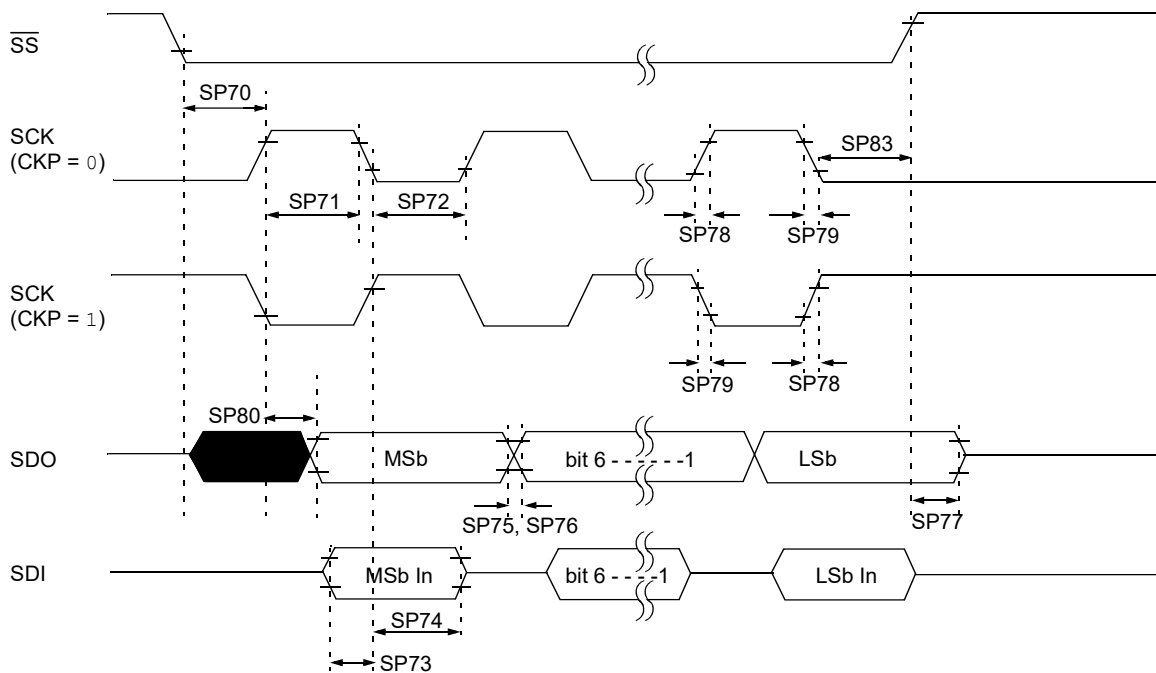 SS
SP70
SCK
(CKP = 0)
SP83
SP71
SP72
SP78
SP79
SCK
(CKP = 1)
SP79
SP78
SP80
SDO
MSb
bit 6 - - - - - -1
LSb
SP75, SP76
SP77
SDI
MSb In
bit 6 - - - - -1
LSb In
SP74
SP73